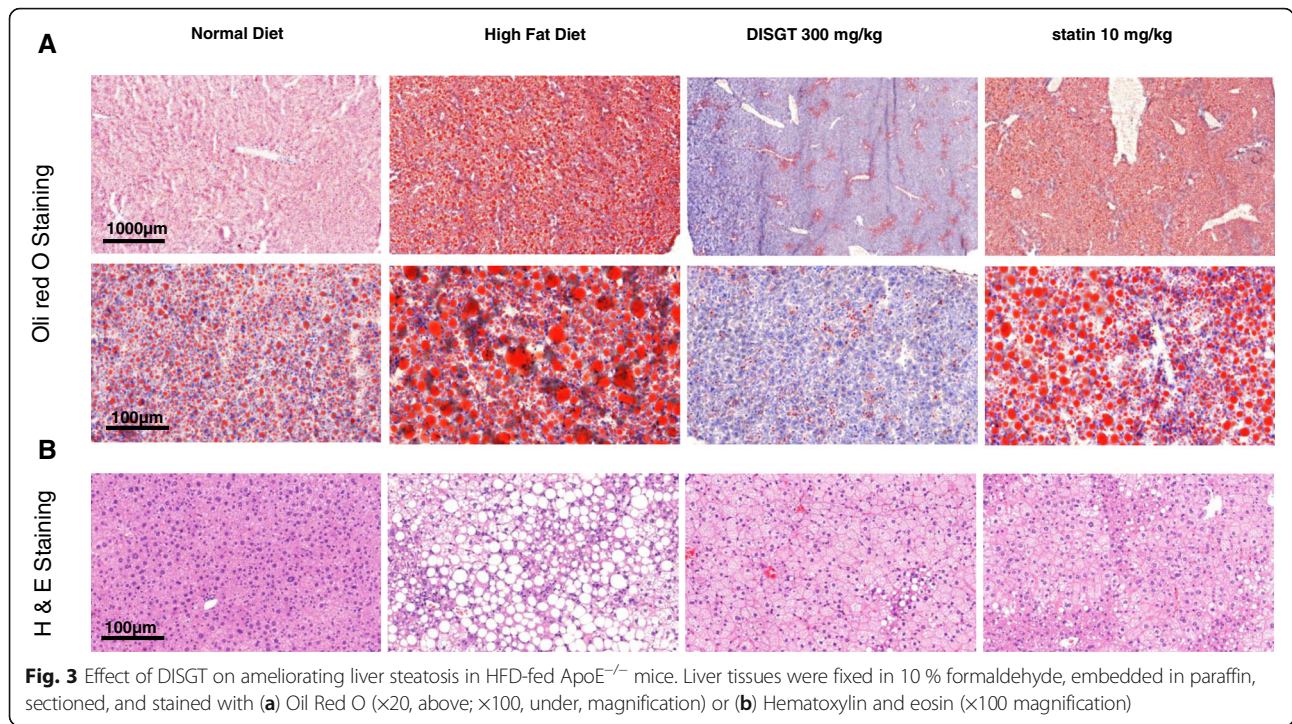 A
Normal Diet
High Fat Diet
DISGT 300 mg/kg
statin 10 mg/kg
Oli red O Staining
1000µm
100µm
B
H & E Staining
100µm
Fig. 3 Effect of DISGT on ameliorating liver steatosis in HFD-fed ApoE−/− mice. Liver tissues were fixed in 10 % formaldehyde, embedded in paraffin,
sectioned, and stained with (a) Oil Red O (×20, above; ×100, under, magnification) or (b) Hematoxylin and eosin (×100 magnification)